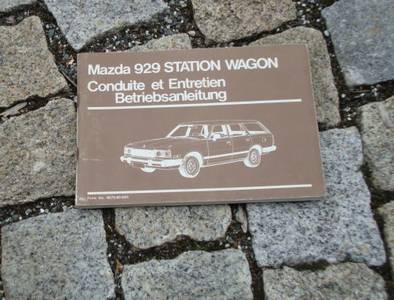 Mazda 929 STATION WAGON
Conduite et Entretien
Betriebsanleitung